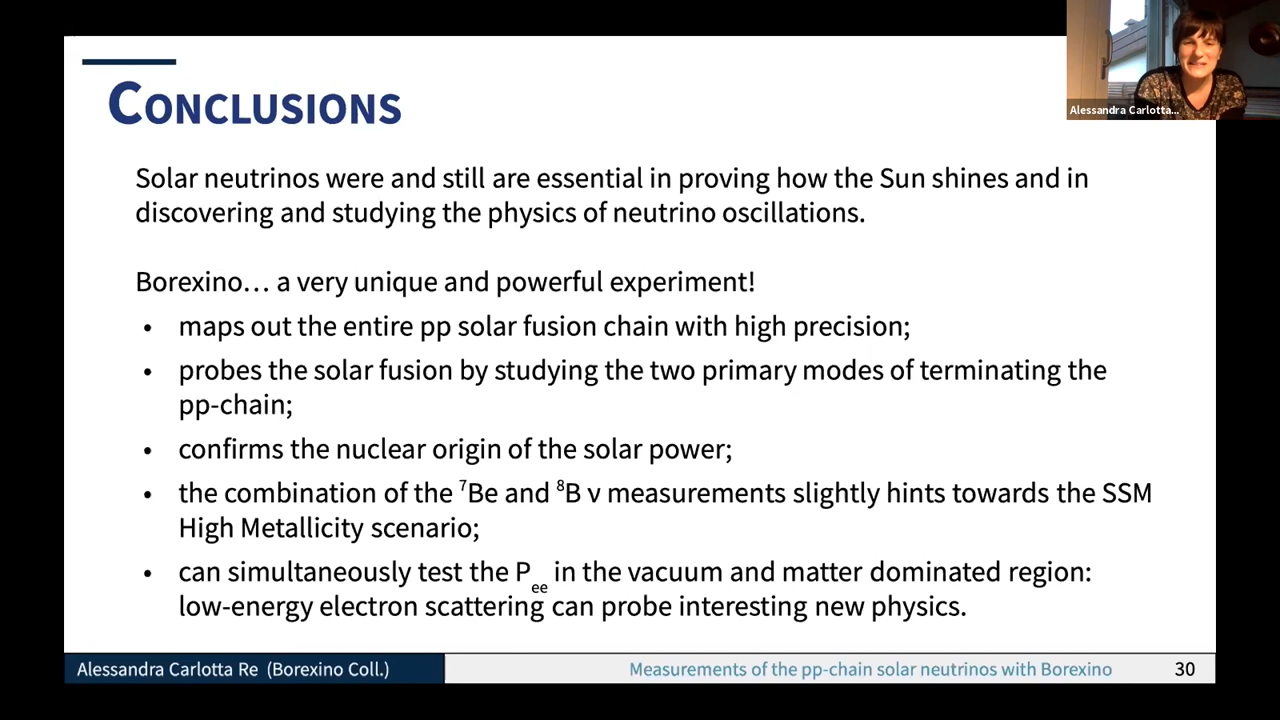 Alessandra Carlotta...
CONCLUSIONS
Solar neutrinos were and still are essential in proving how the Sun shines and in
discovering and studying the physics of neutrino oscillations.
Borexino… a very unique and powerful experiment!
• maps out the entire pp solar fusion chain with high precision;
• probes the solar fusion by studying the two primary modes of terminating the
pp-chain;
• confirms the nuclear origin of the solar power;
• the combination of the ⁷Be and ⁸B ν measurements slightly hints towards the SSM
High Metallicity scenario;
• can simultaneously test the Pₑₑ in the vacuum and matter dominated region:
low-energy electron scattering can probe interesting new physics.
Alessandra Carlotta Re (Borexino Coll.)
Measurements of the pp-chain solar neutrinos with Borexino
30